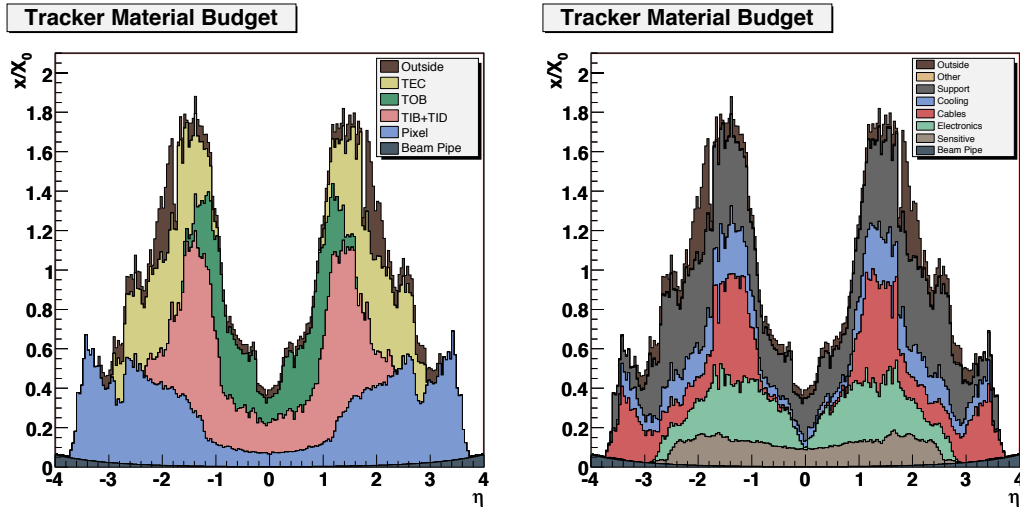 Tracker Material Budget
x/X0
2
1.8
1.6
1.4
1.2
1
0.8
0.6
0.4
0.2
0
-4 -3 -2 -1 0 1 2 3 4
η
Outside
TEC
TOB
TIB+TID
Pixel
Beam Pipe
Tracker Material Budget
x/X0
2
1.8
1.6
1.4
1.2
1
0.8
0.6
0.4
0.2
0
-4 -3 -2 -1 0 1 2 3 4
η
Outside
Other
Support
Cooling
Cables
Electronics
Sensitive
Beam Pipe